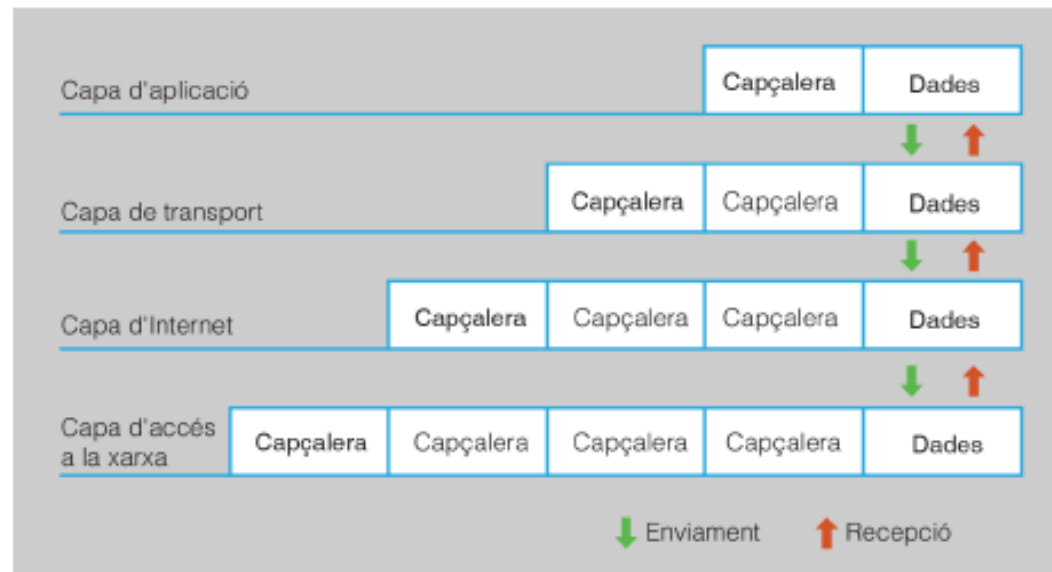 Capa d'aplicació Capçalera Dades
Capa de transport Capçalera Capçalera Dades
Capa d'Internet Capçalera Capçalera Capçalera Dades
Capa d'accés
a la xarxa Capçalera Capçalera Capçalera Capçalera Dades
Enviament Recepció